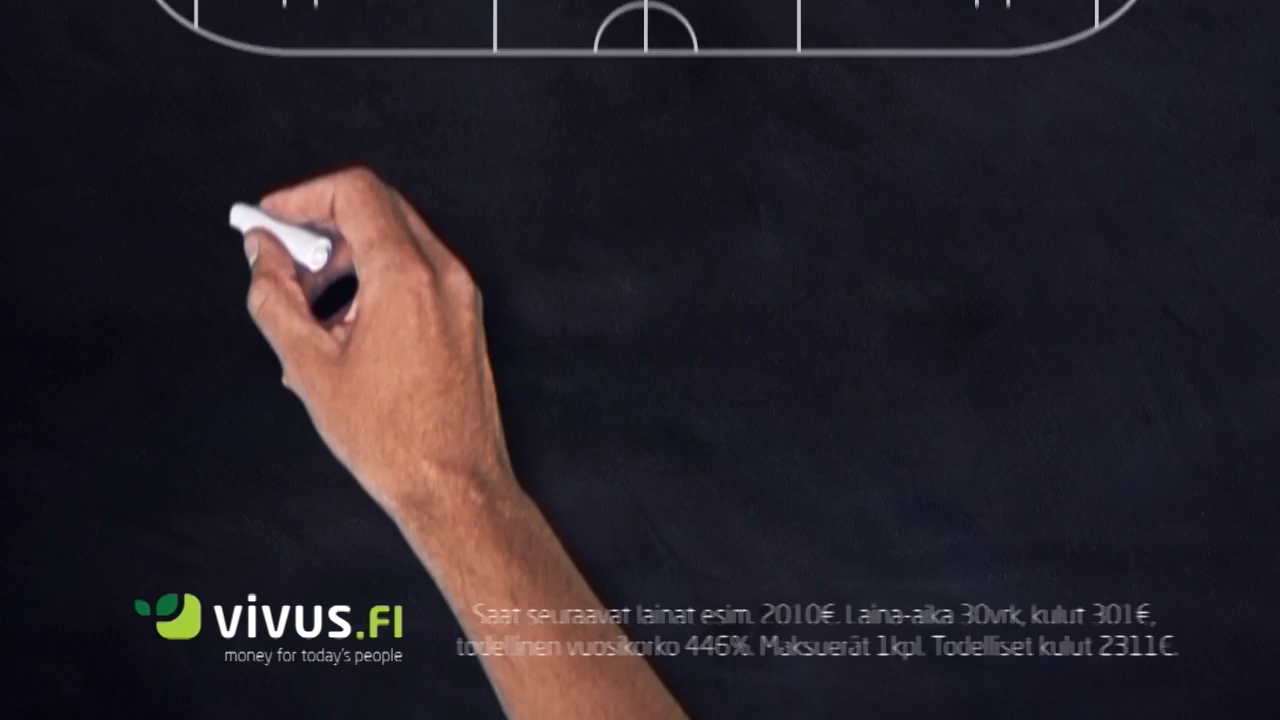 vivus.FI
money for today's people
Saat seuraavat lainat esim. 2010€. Laina-aika 30vrk, kulut 301€,
todellinen vuosikorko 446%. Maksuerät 1kpl. Todelliset kulut 2311€.